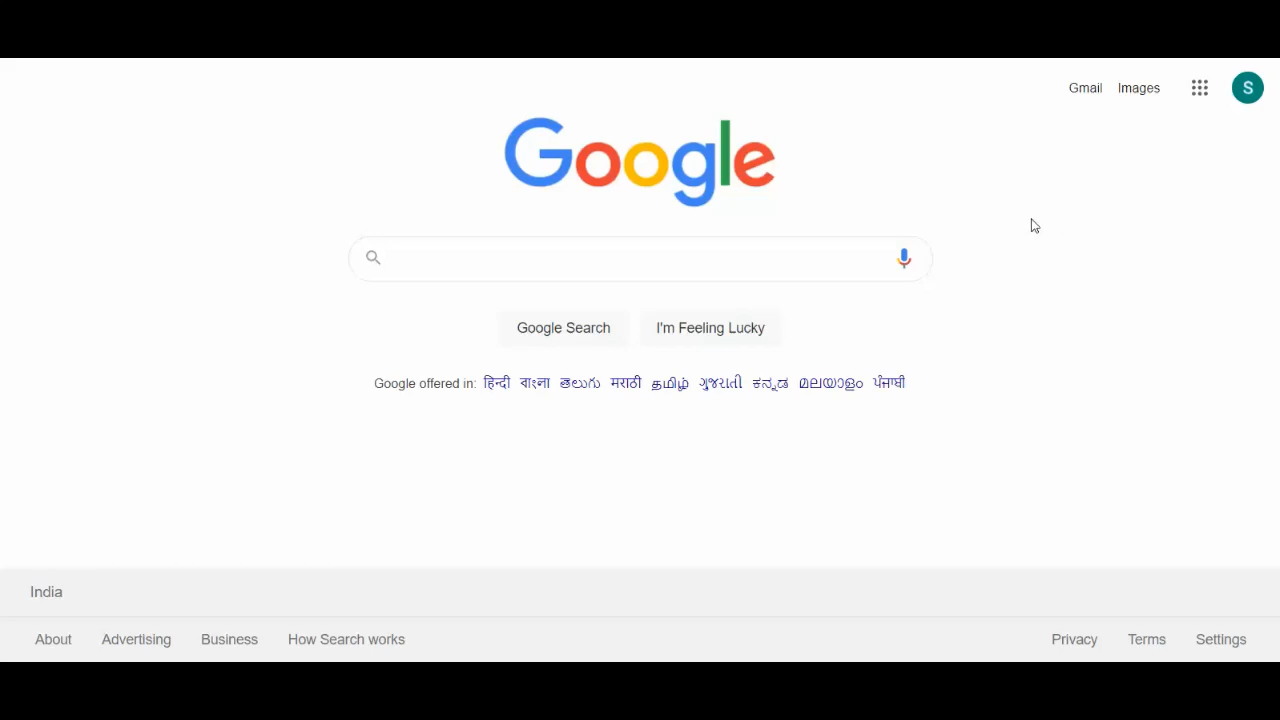 Gmail Images S
Google
Google Search I'm Feeling Lucky
Google offered in: हिन्दी বাংলা తెలుగు मराठी தமிழ் ગુજરાતી ಕನ್ನಡ മലയാളം ਪੰਜਾਬੀ
India
About Advertising Business How Search works Privacy Terms Settings